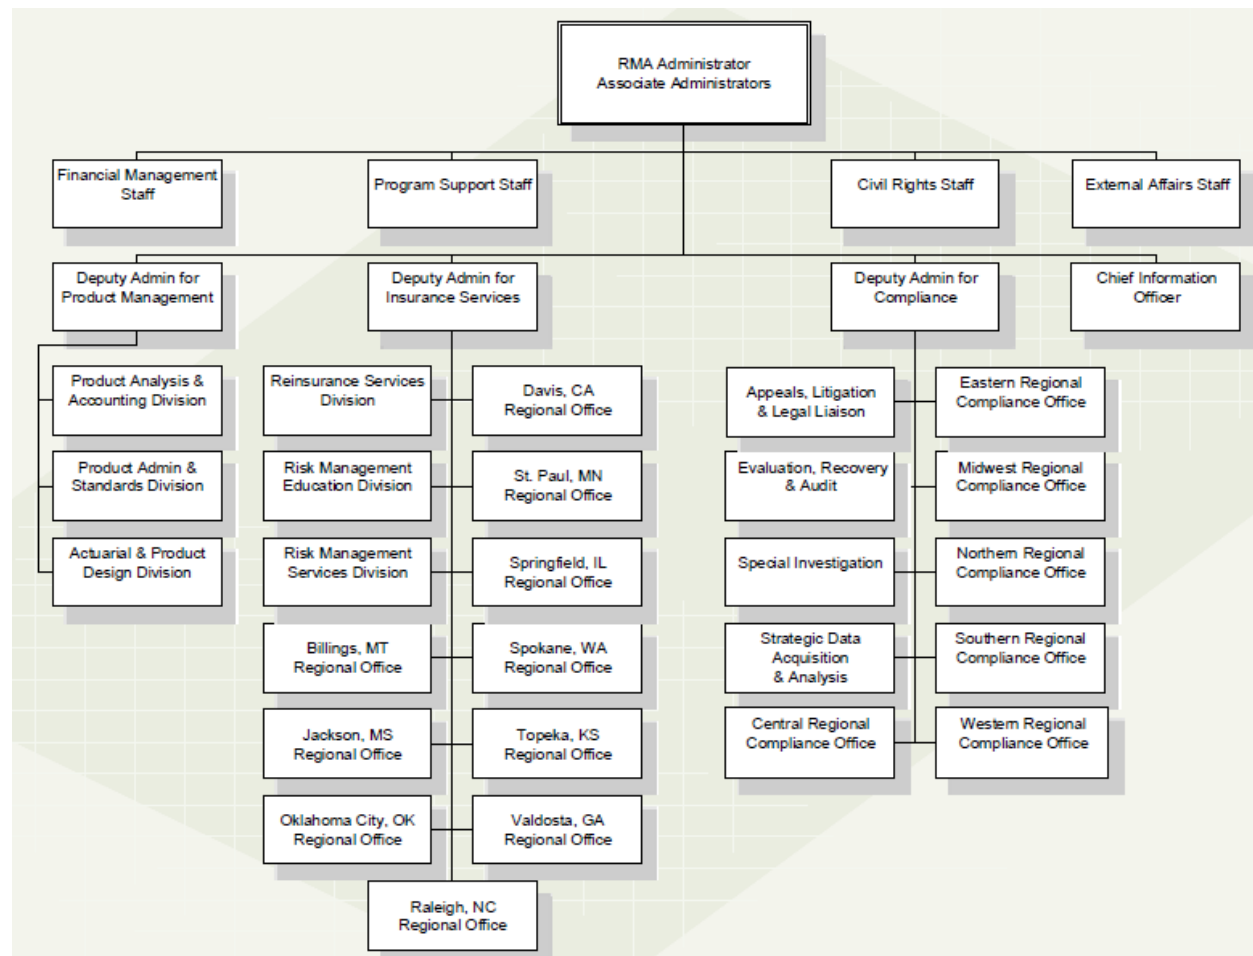 RMA Administrator
Associate Administrators
Financial Management
Staff
Program Support Staff
Civil Rights Staff
External Affairs Staff
Deputy Admin for
Product Management
Deputy Admin for
Insurance Services
Deputy Admin for
Compliance
Chief Information
Officer
Product Analysis &
Accounting Division
Product Admin &
Standards Division
Actuarial & Product
Design Division
Reinsurance Services
Division
Davis, CA
Regional Office
Risk Management
Education Division
St. Paul, MN
Regional Office
Risk Management
Services Division
Springfield, IL
Regional Office
Billings, MT
Regional Office
Spokane, WA
Regional Office
Jackson, MS
Regional Office
Topeka, KS
Regional Office
Oklahoma City, OK
Regional Office
Valdosta, GA
Regional Office
Raleigh, NC
Regional Office
Appeals, Litigation
& Legal Liaison
Eastern Regional
Compliance Office
Evaluation, Recovery
& Audit
Midwest Regional
Compliance Office
Special Investigation
Northern Regional
Compliance Office
Strategic Data
Acquisition
& Analysis
Southern Regional
Compliance Office
Central Regional
Compliance Office
Western Regional
Compliance Office